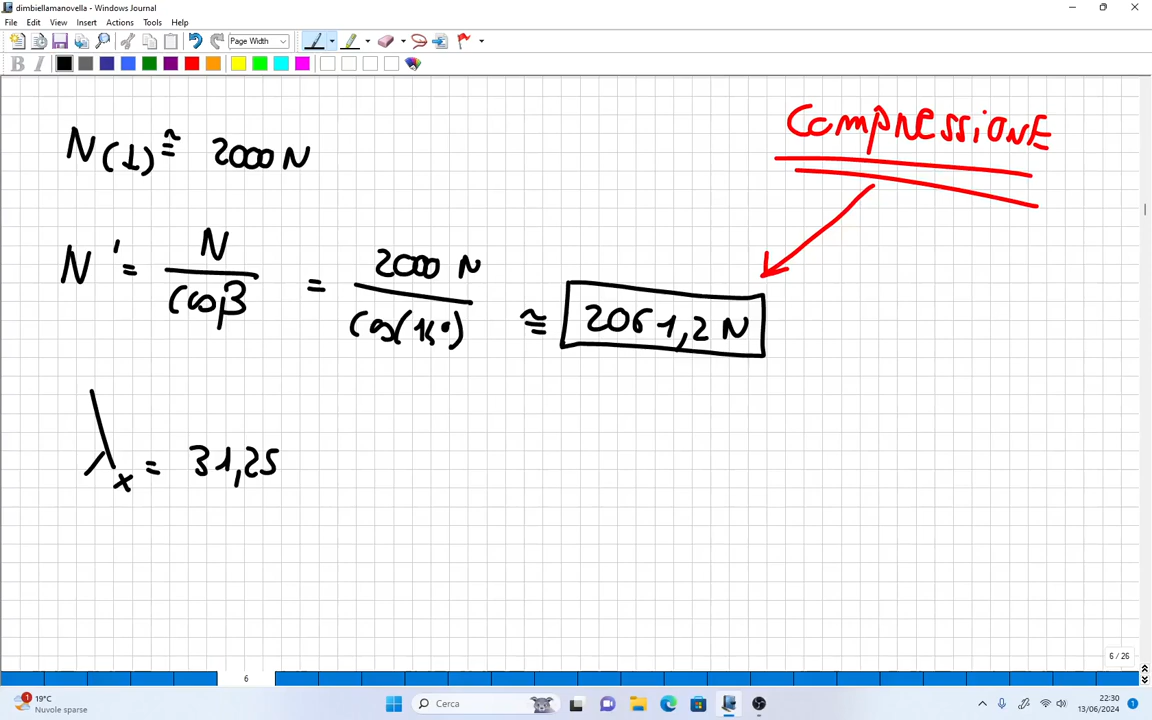 dimbiellamanovella - Windows Journal
File Edit View Insert Actions Tools Help
Page Width
B I
COMPRESSIONE
N(⊥) ≅ 2000 N
N' = N / cosβ = 2000 N / cos(14°) ≅ 2061,2 N
λx = 31,25
6 / 26
6
1
19°C
Nuvole sparse
Cerca
22:30
13/06/2024
1